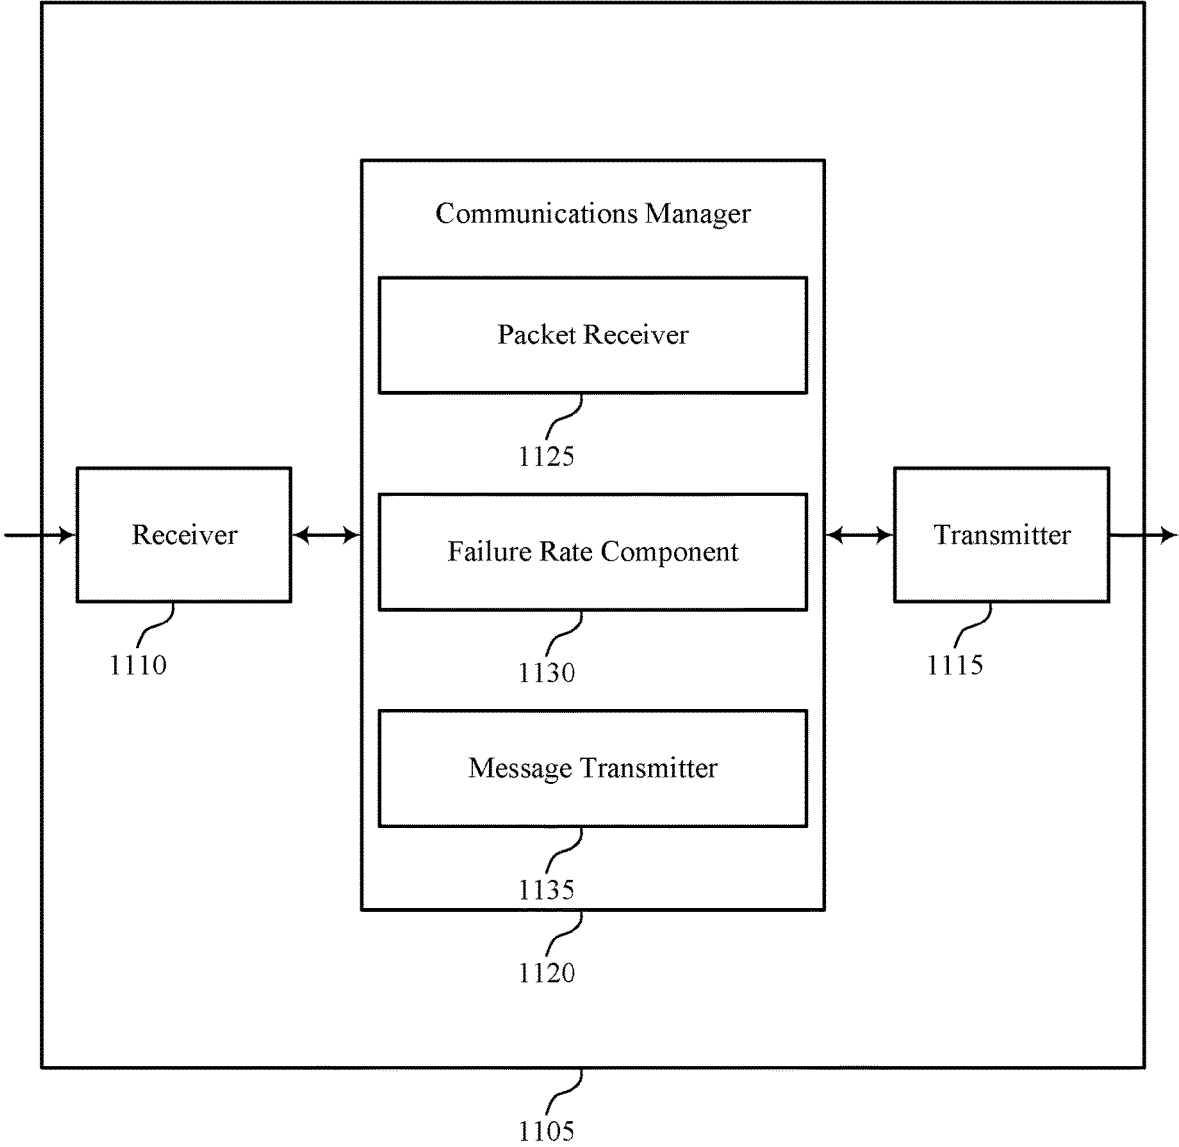 Communications Manager
Packet Receiver
1125
Receiver
1110
Failure Rate Component
1130
Transmitter
1115
Message Transmitter
1135
1120
1105